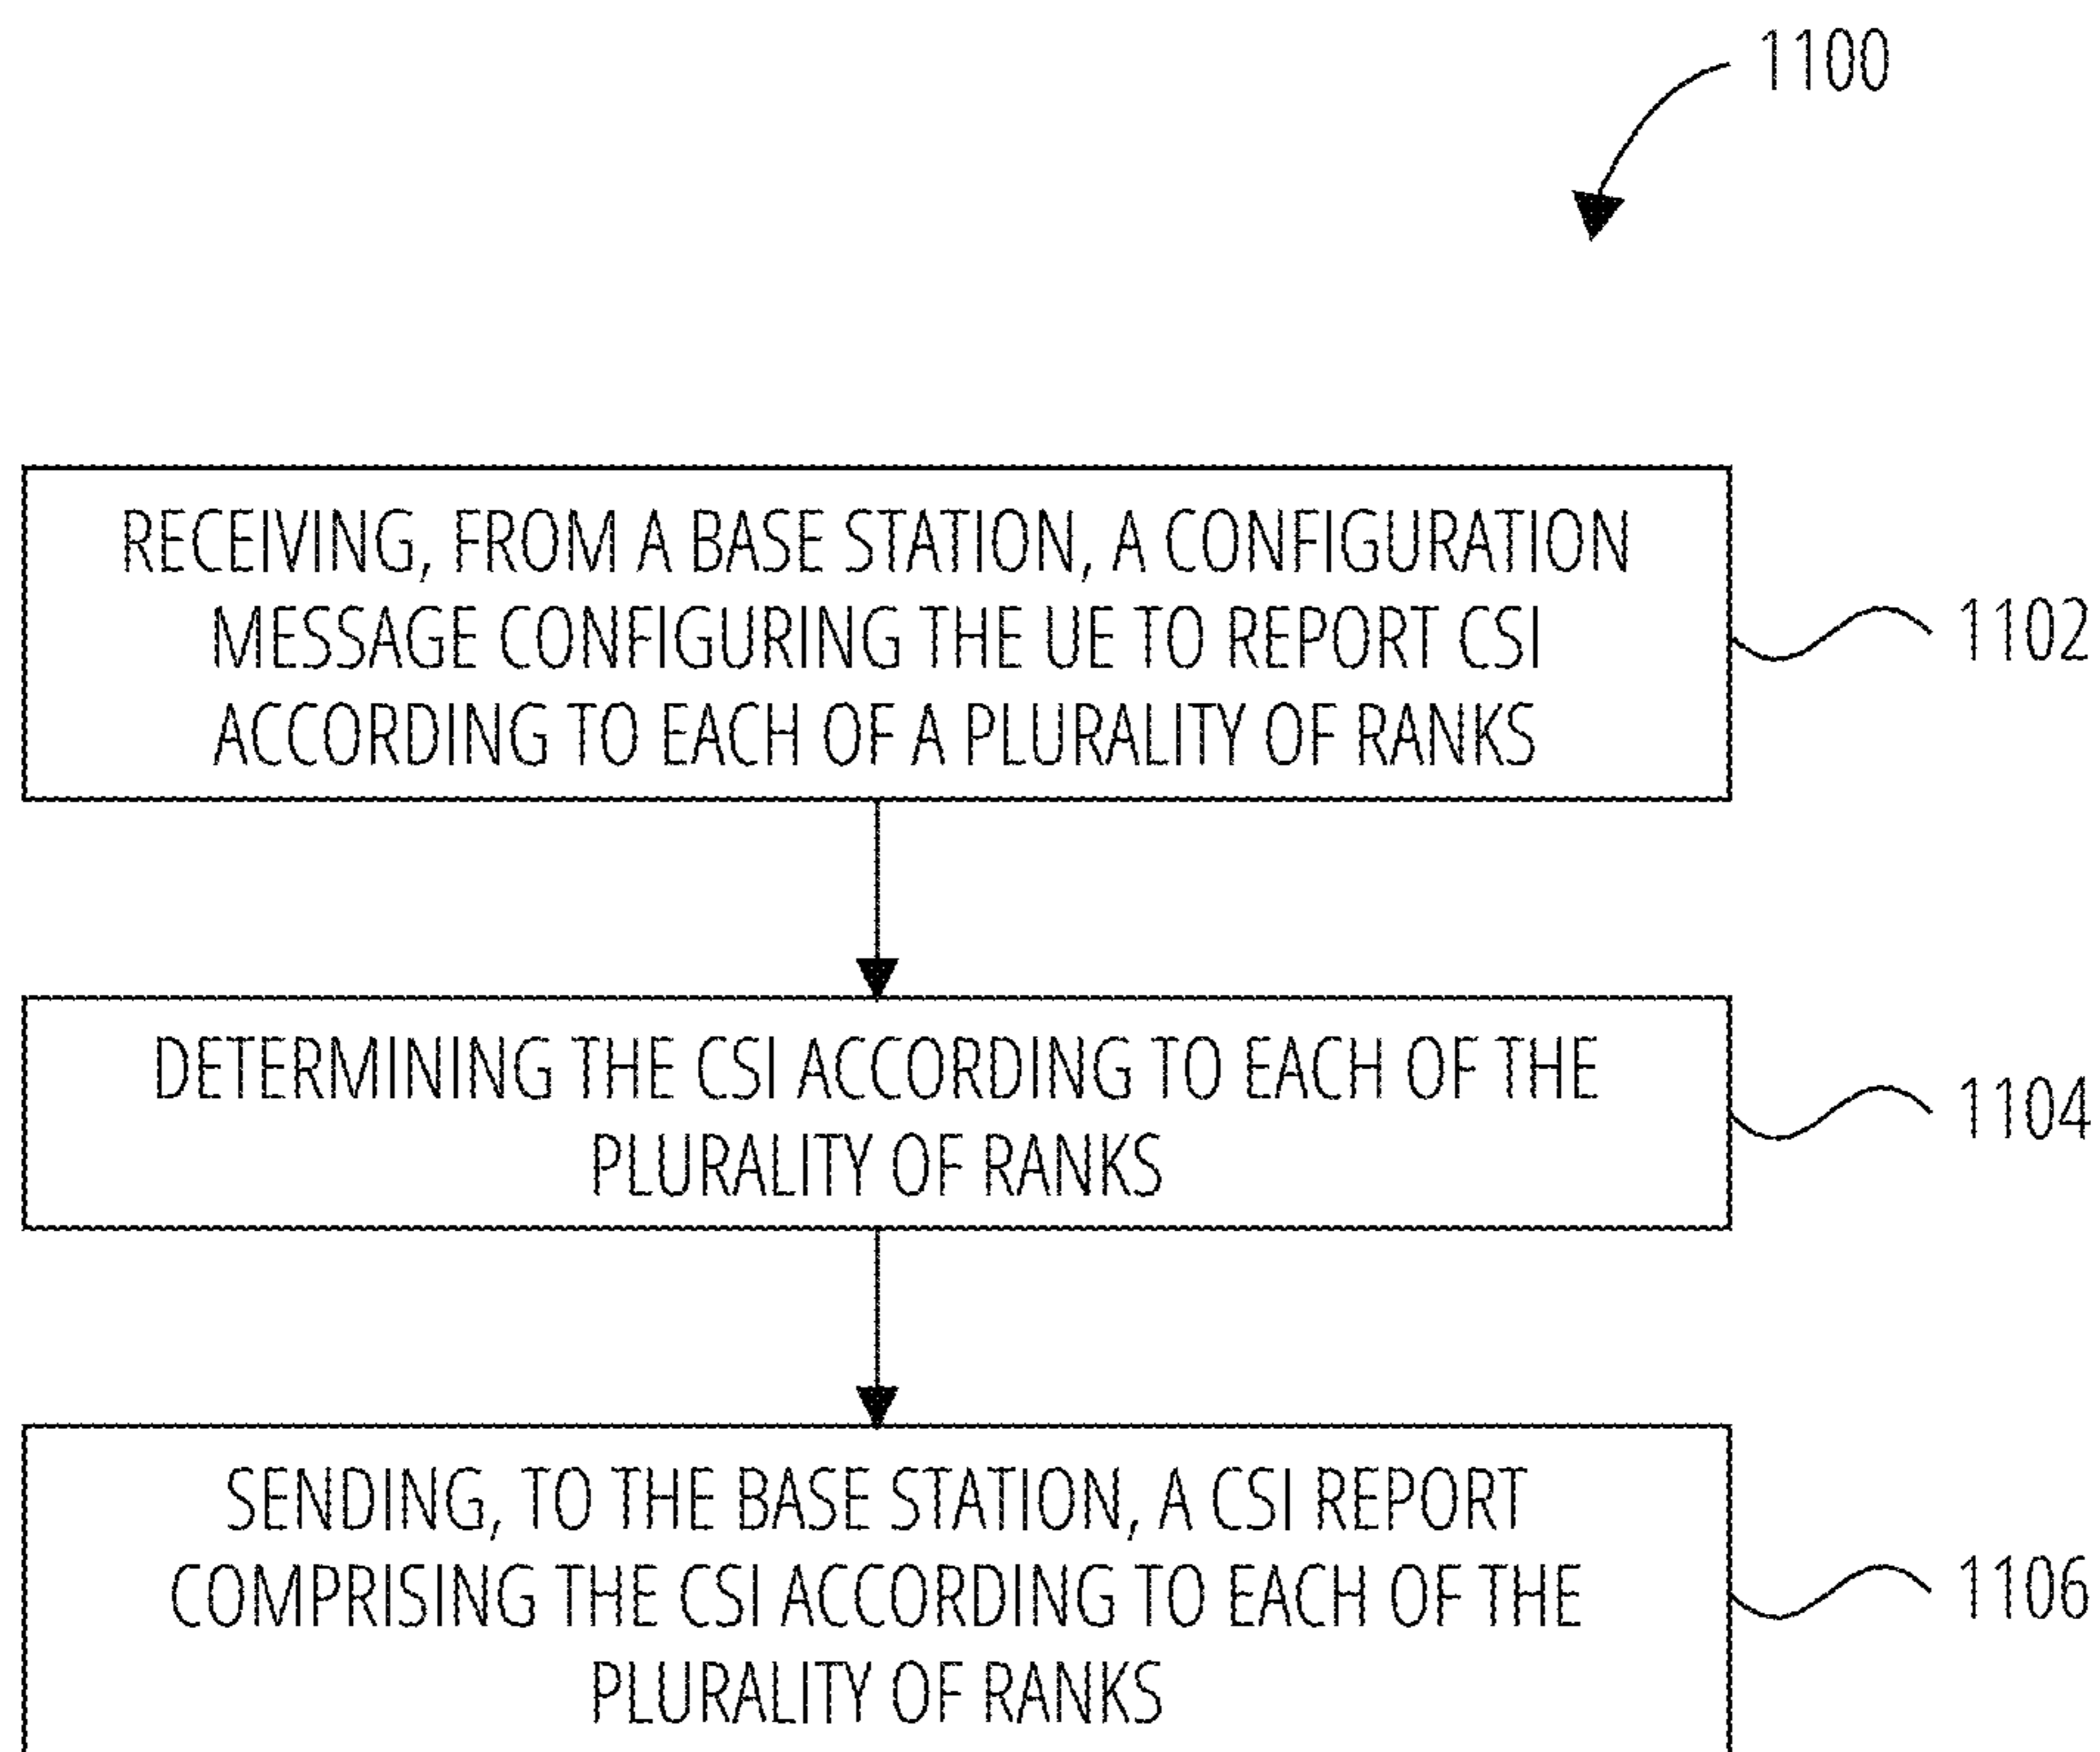 1100
RECEIVING, FROM A BASE STATION, A CONFIGURATION
MESSAGE CONFIGURING THE UE TO REPORT CSI
ACCORDING TO EACH OF A PLURALITY OF RANKS
1102
DETERMINING THE CSI ACCORDING TO EACH OF THE
PLURALITY OF RANKS
1104
SENDING, TO THE BASE STATION, A CSI REPORT
COMPRISING THE CSI ACCORDING TO EACH OF THE
PLURALITY OF RANKS
1106